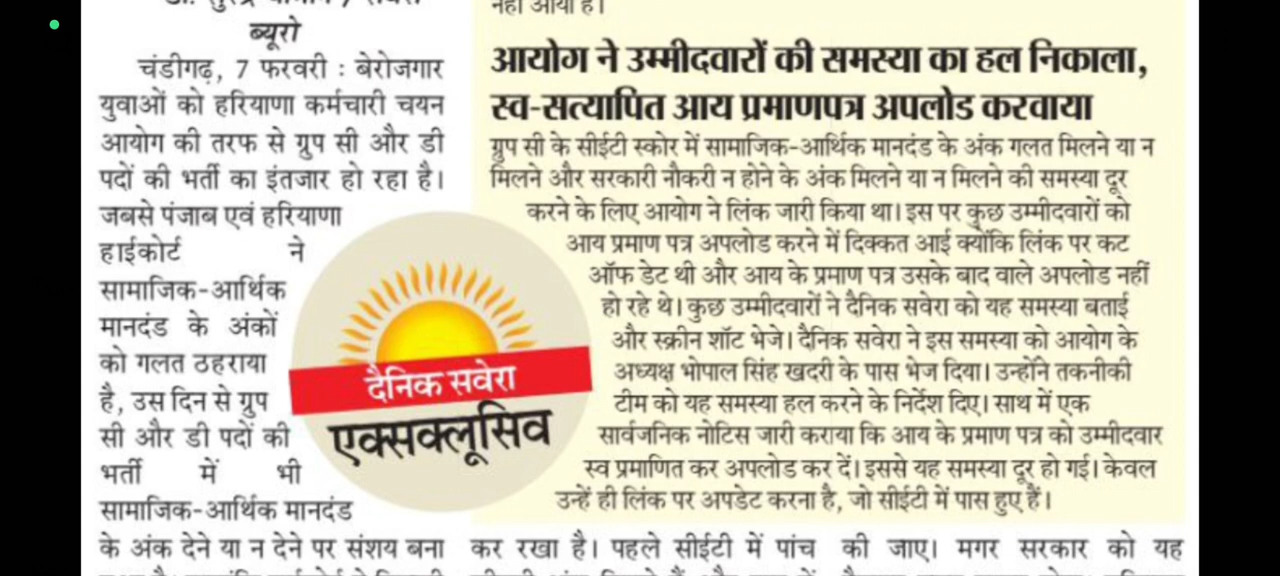 ब्यूरो
चंडीगढ़, 7 फरवरी : बेरोजगार
युवाओं को हरियाणा कर्मचारी चयन
आयोग की तरफ से ग्रुप सी और डी
पदों की भर्ती का इंतजार हो रहा है।
जबसे पंजाब एवं हरियाणा
हाईकोर्ट ने
सामाजिक-आर्थिक
मानदंड के अंकों
को गलत ठहराया
है, उस दिन से ग्रुप
सी और डी पदों की
भर्ती में भी
सामाजिक-आर्थिक मानदंड
के अंक देने या न देने पर संशय बना
दैनिक सवेरा
एक्सक्लूसिव
नहीं आया है।
आयोग ने उम्मीदवारों की समस्या का हल निकाला,
स्व-सत्यापित आय प्रमाणपत्र अपलोड करवाया
ग्रुप सी के सीईटी स्कोर में सामाजिक-आर्थिक मानदंड के अंक गलत मिलने या न
मिलने और सरकारी नौकरी न होने के अंक मिलने या न मिलने की समस्या दूर
करने के लिए आयोग ने लिंक जारी किया था। इस पर कुछ उम्मीदवारों को
आय प्रमाण पत्र अपलोड करने में दिक्कत आई क्योंकि लिंक पर कट
ऑफ डेट थी और आय के प्रमाण पत्र उसके बाद वाले अपलोड नहीं
हो रहे थे। कुछ उम्मीदवारों ने दैनिक सवेरा को यह समस्या बताई
और स्क्रीन शॉट भेजे। दैनिक सवेरा ने इस समस्या को आयोग के
अध्यक्ष भोपाल सिंह खदरी के पास भेज दिया। उन्होंने तकनीकी
टीम को यह समस्या हल करने के निर्देश दिए। साथ में एक
सार्वजनिक नोटिस जारी कराया कि आय के प्रमाण पत्र को उम्मीदवार
स्व प्रमाणित कर अपलोड कर दें। इससे यह समस्या दूर हो गई। केवल
उन्हें ही लिंक पर अपडेट करना है, जो सीईटी में पास हुए हैं।
कर रखा है। पहले सीईटी में पांच
की जाए। मगर सरकार को यह